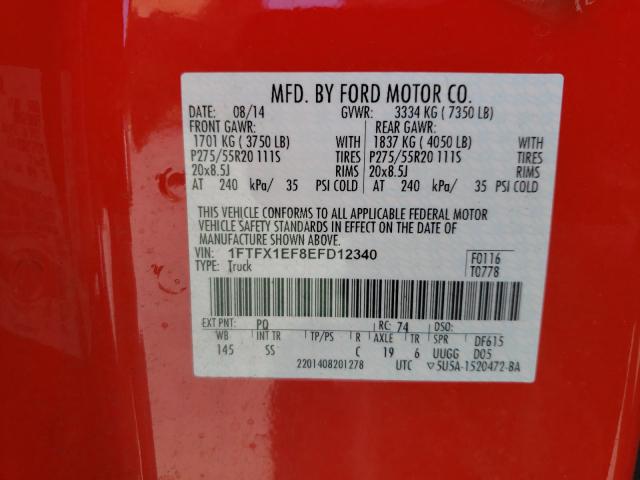 MFD. BY FORD MOTOR CO.
DATE: 08/14 GVWR: 3334 KG ( 7350 LB)
FRONT GAWR: REAR GAWR:
1701 KG ( 3750 LB) WITH 1837 KG ( 4050 LB) WITH
P275/55R20 111S TIRES P275/55R20 111S TIRES
20x8.5J RIMS 20x8.5J RIMS
AT 240 kPa/ 35 PSI COLD AT 240 kPa/ 35 PSI COLD
THIS VEHICLE CONFORMS TO ALL APPLICABLE FEDERAL MOTOR
VEHICLE SAFETY STANDARDS IN EFFECT ON THE DATE OF
MANUFACTURE SHOWN ABOVE.
VIN: 1FTFX1EF8EFD12340 F0116
TYPE: Truck T0778
EXT PNT: PQ RC: 74 DSO:
WB INT TR TP/PS R AXLE TR SPR DF615
145 SS C 19 6 UUGG D05
2201408201278 UTC ▽5U5A-1520472-BA